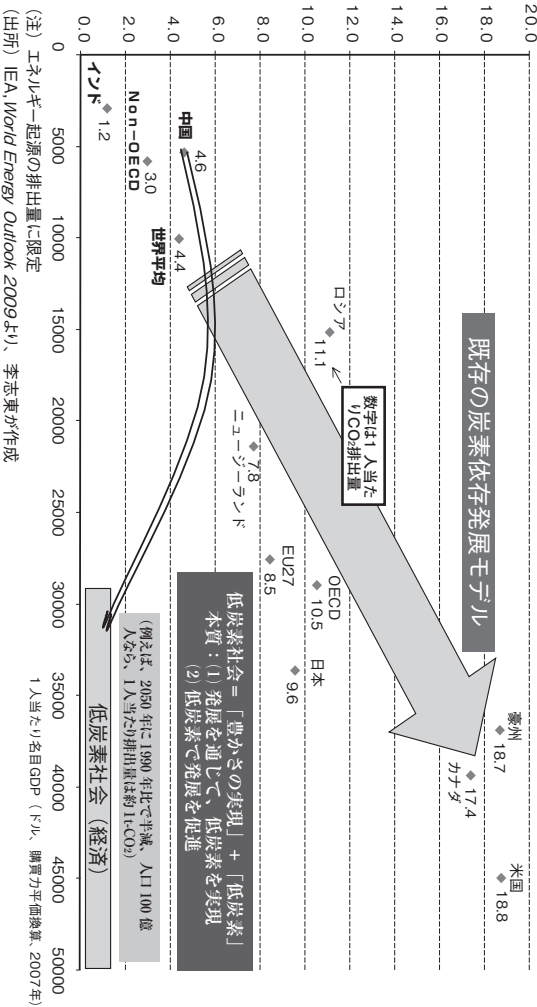 20.0
18.0
16.0
14.0
12.0
10.0
8.0
6.0
4.0
2.0
0.0
0
5000
10000
15000
20000
25000
30000
35000
40000
45000
50000
1人当たり名目GDP(ドル、購買力平価換算、2007年)
既存の炭素依存発展モデル
数字は1人当た
りCO₂排出量
豪州
18.7
米国
18.8
カナダ
17.4
ロシア
11.1
OECD
10.5
日本
9.6
EU27
8.5
ニュージーランド
7.8
中国
4.6
世界平均
4.4
Non-OECD
3.0
インド
1.2
低炭素社会=「豊かさの実現」+「低炭素」
本質:(1)発展を通じて、低炭素を実現
(2)低炭素で発展を促進
(例えば、2050年に1990年比で半減、人口100億
人なら、1人当たり排出量は約1t-CO₂)
低炭素社会(経済)
(注)エネルギー起源の排出量に限定
(出所)IEA,World Energy Outlook 2009より、李志東が作成